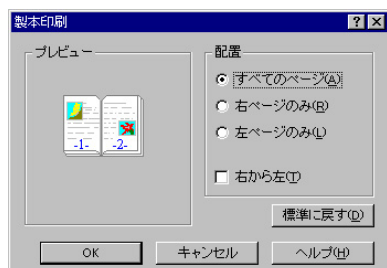 製本印刷
プレビュー
-1- -2-
配置
すべてのページ(A)
右ページのみ(R)
左ページのみ(L)
右から左(T)
標準に戻す(D)
OK キャンセル ヘルプ(H)